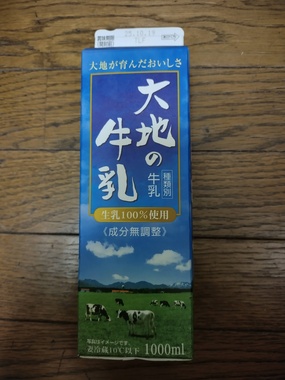 大地が育んだおいしさ
大地の
牛乳
種類別
牛乳
生乳100%使用
〈成分無調整〉
要冷蔵10℃以下
1000ml